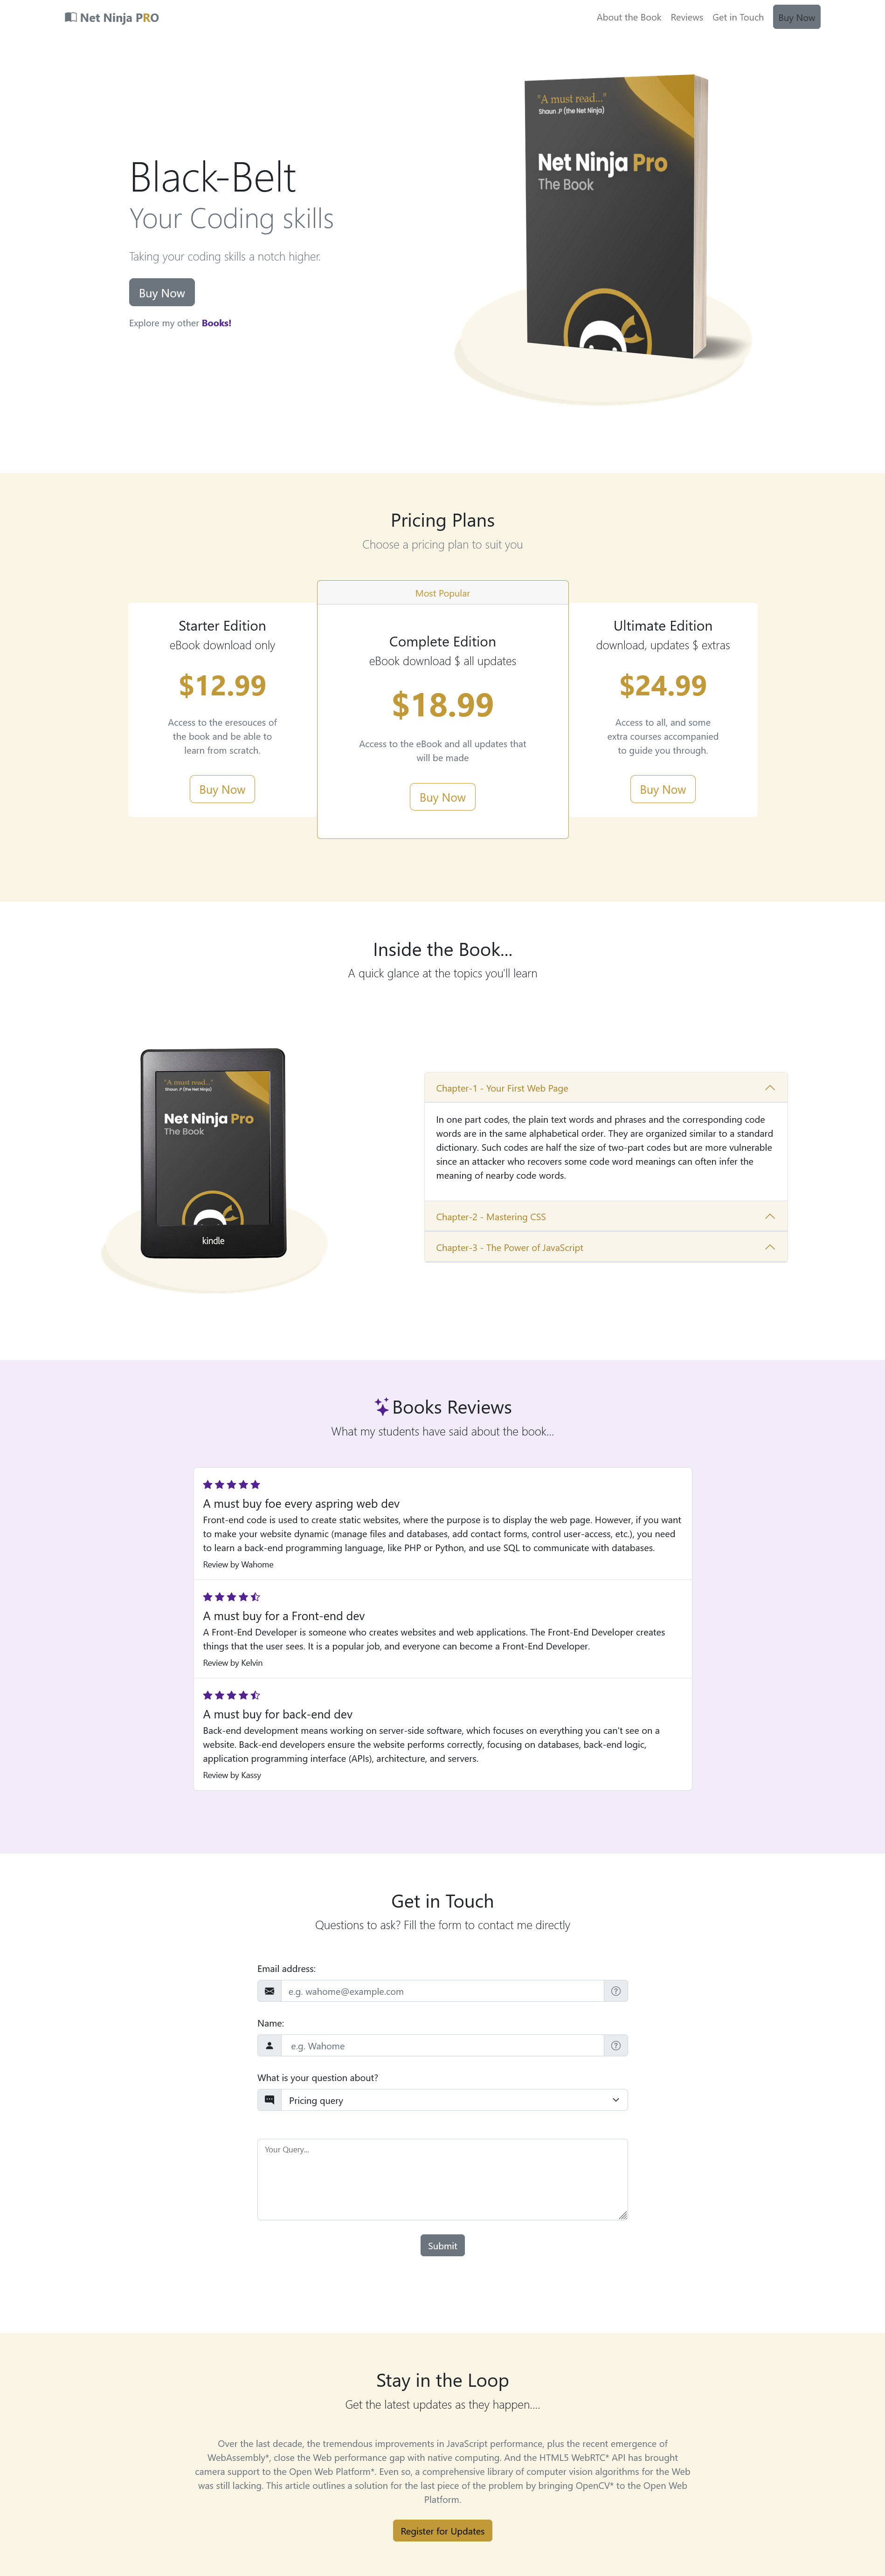 Net Ninja PRO
About the Book
Reviews
Get in Touch
Buy Now
"A must read..."
Shaun P (the Net Ninja)
Net Ninja Pro
The Book
Black-Belt
Your Coding skills
Taking your coding skills a notch higher.
Buy Now
Explore my other Books!
Pricing Plans
Choose a pricing plan to suit you
Starter Edition
eBook download only
$12.99
Access to the eresouces of
the book and be able to
learn from scratch.
Buy Now
Most Popular
Complete Edition
eBook download $ all updates
$18.99
Access to the eBook and all updates that
will be made
Buy Now
Ultimate Edition
download, updates $ extras
$24.99
Access to all, and some
extra courses accompanied
to guide you through.
Buy Now
Inside the Book...
A quick glance at the topics you'll learn
"A must read..."
Shaun P (the Net Ninja)
Net Ninja Pro
The Book
kindle
Chapter-1 - Your First Web Page
In one part codes, the plain text words and phrases and the corresponding code
words are in the same alphabetical order. They are organized similar to a standard
dictionary. Such codes are half the size of two-part codes but are more vulnerable
since an attacker who recovers some code word meanings can often infer the
meaning of nearby code words.
Chapter-2 - Mastering CSS
Chapter-3 - The Power of JavaScript
Books Reviews
What my students have said about the book...
A must buy foe every aspring web dev
Front-end code is used to create static websites, where the purpose is to display the web page. However, if you want
to make your website dynamic (manage files and databases, add contact forms, control user-access, etc.), you need
to learn a back-end programming language, like PHP or Python, and use SQL to communicate with databases.
Review by Wahome
A must buy for a Front-end dev
A Front-End Developer is someone who creates websites and web applications. The Front-End Developer creates
things that the user sees. It is a popular job, and everyone can become a Front-End Developer.
Review by Kelvin
A must buy for back-end dev
Back-end development means working on server-side software, which focuses on everything you can't see on a
website. Back-end developers ensure the website performs correctly, focusing on databases, back-end logic,
application programming interface (APIs), architecture, and servers.
Review by Kassy
Get in Touch
Questions to ask? Fill the form to contact me directly
Email address:
e.g. wahome@example.com
Name:
e.g. Wahome
What is your question about?
Pricing query
Your Query...
Submit
Stay in the Loop
Get the latest updates as they happen....
Over the last decade, the tremendous improvements in JavaScript performance, plus the recent emergence of
WebAssembly*, close the Web performance gap with native computing. And the HTML5 WebRTC* API has brought
camera support to the Open Web Platform*. Even so, a comprehensive library of computer vision algorithms for the Web
was still lacking. This article outlines a solution for the last piece of the problem by bringing OpenCV* to the Open Web
Platform.
Register for Updates